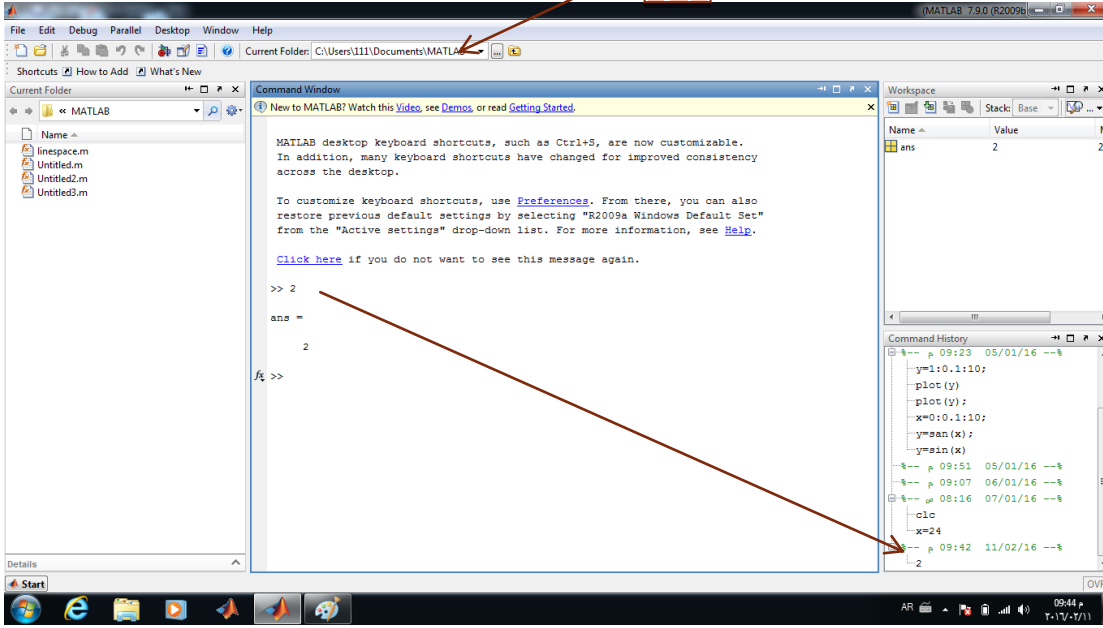 (MATLAB 7.9.0 (R2009b
File Edit Debug Parallel Desktop Window Help
Current Folder: C:\Users\111\Documents\MATLAB
Shortcuts How to Add What's New
Current Folder
« MATLAB
Name
linespace.m
Untitled.m
Untitled2.m
Untitled3.m
Details
Command Window
New to MATLAB? Watch this Video, see Demos, or read Getting Started.
MATLAB desktop keyboard shortcuts, such as Ctrl+S, are now customizable.
In addition, many keyboard shortcuts have changed for improved consistency
across the desktop.
To customize keyboard shortcuts, use Preferences. From there, you can also
restore previous default settings by selecting "R2009a Windows Default Set"
from the "Active settings" drop-down list. For more information, see Help.
Click here if you do not want to see this message again.
>> 2
ans =
2
fx >>
Workspace
Stack: Base
Name Value
ans 2 2
Command History
%-- م 09:23 05/01/16 --%
y=1:0.1:10;
plot(y)
plot(y);
x=0:0.1:10;
y=san(x);
y=sin(x)
%-- م 09:51 05/01/16 --%
%-- م 09:07 06/01/16 --%
%-- ص 08:16 07/01/16 --%
clc
x=24
%-- م 09:42 11/02/16 --%
2
Start
OVR
AR
09:44 م
٢٠١٦/٠٢/١١